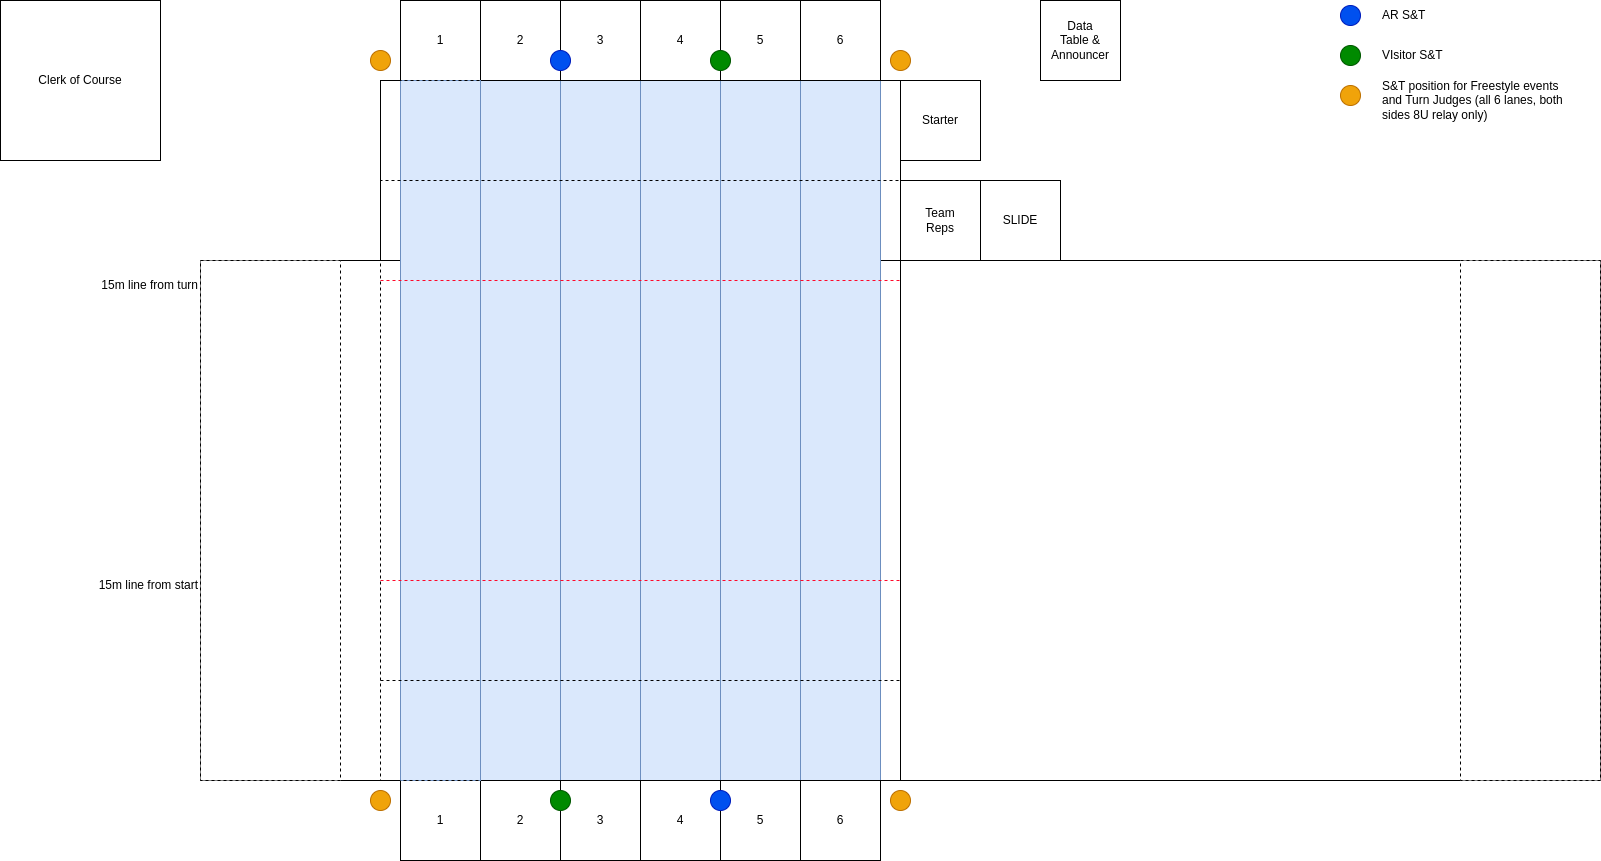 Clerk of Course
1
2
3
4
5
6
Data
Table &
Announcer
AR S&T
VIsitor S&T
S&T position for Freestyle events
and Turn Judges (all 6 lanes, both
sides 8U relay only)
Starter
Team
Reps
SLIDE
15m line from turn
15m line from start
1
2
3
4
5
6